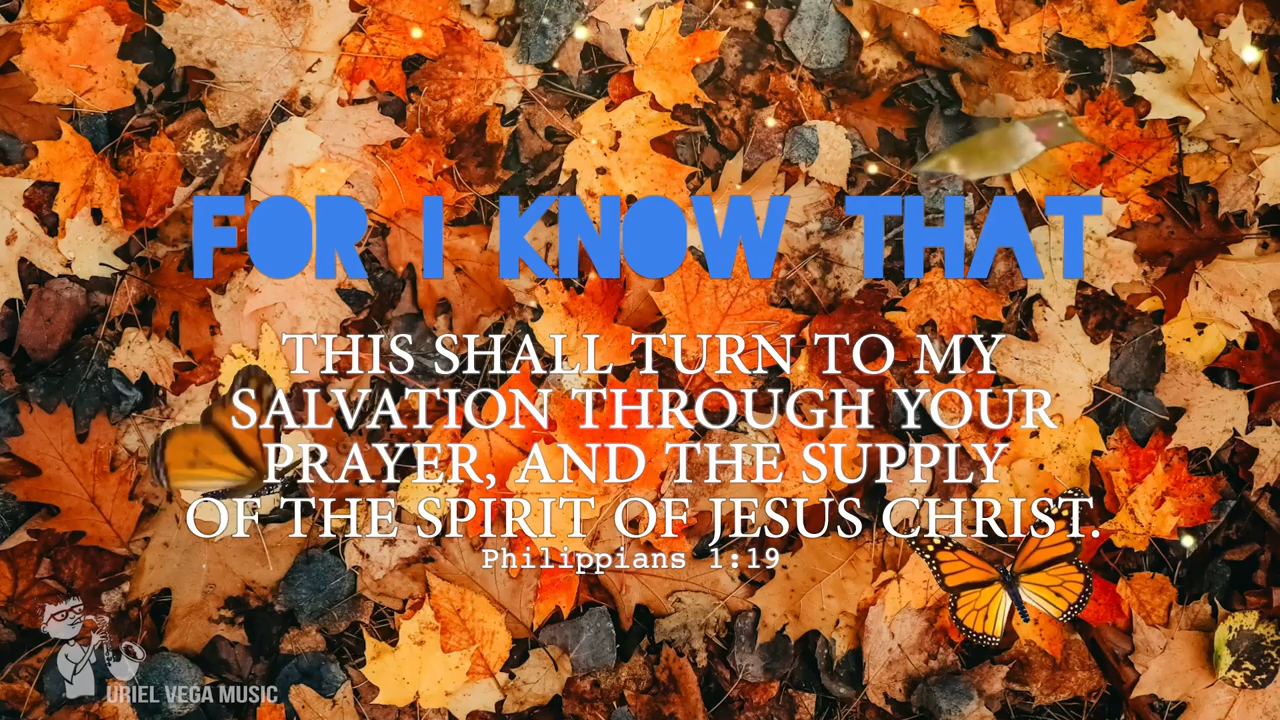 FOR I KNOW THAT
THIS SHALL TURN TO MY
SALVATION THROUGH YOUR
PRAYER, AND THE SUPPLY
OF THE SPIRIT OF JESUS CHRIST.
Philippians 1:19
URIEL VEGA MUSIC